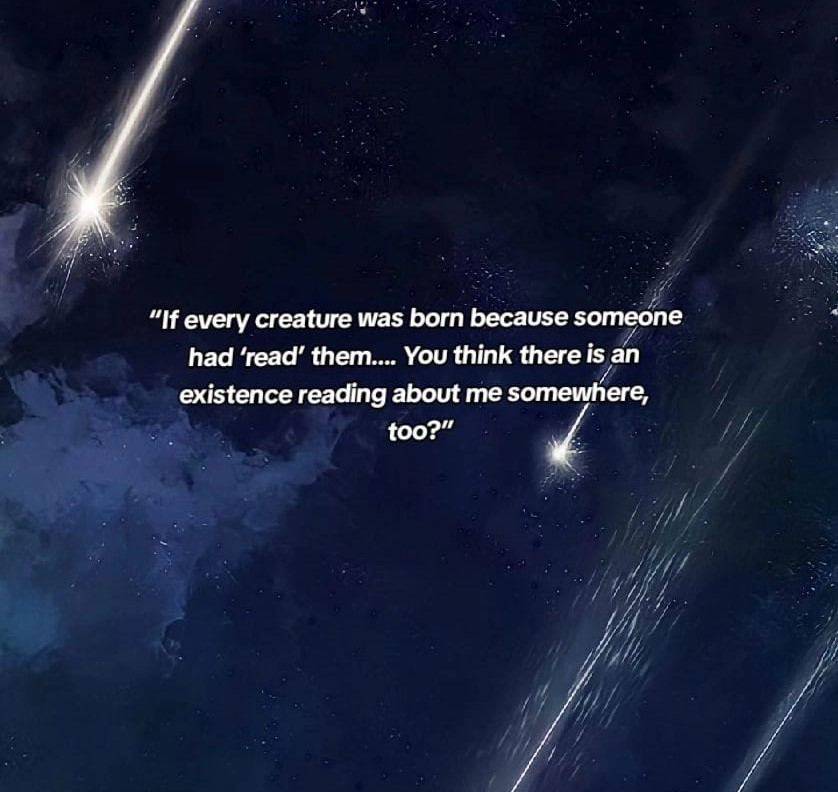 “If every creature was born because someone
had ‘read’ them.... You think there is an
existence reading about me somewhere,
too?”